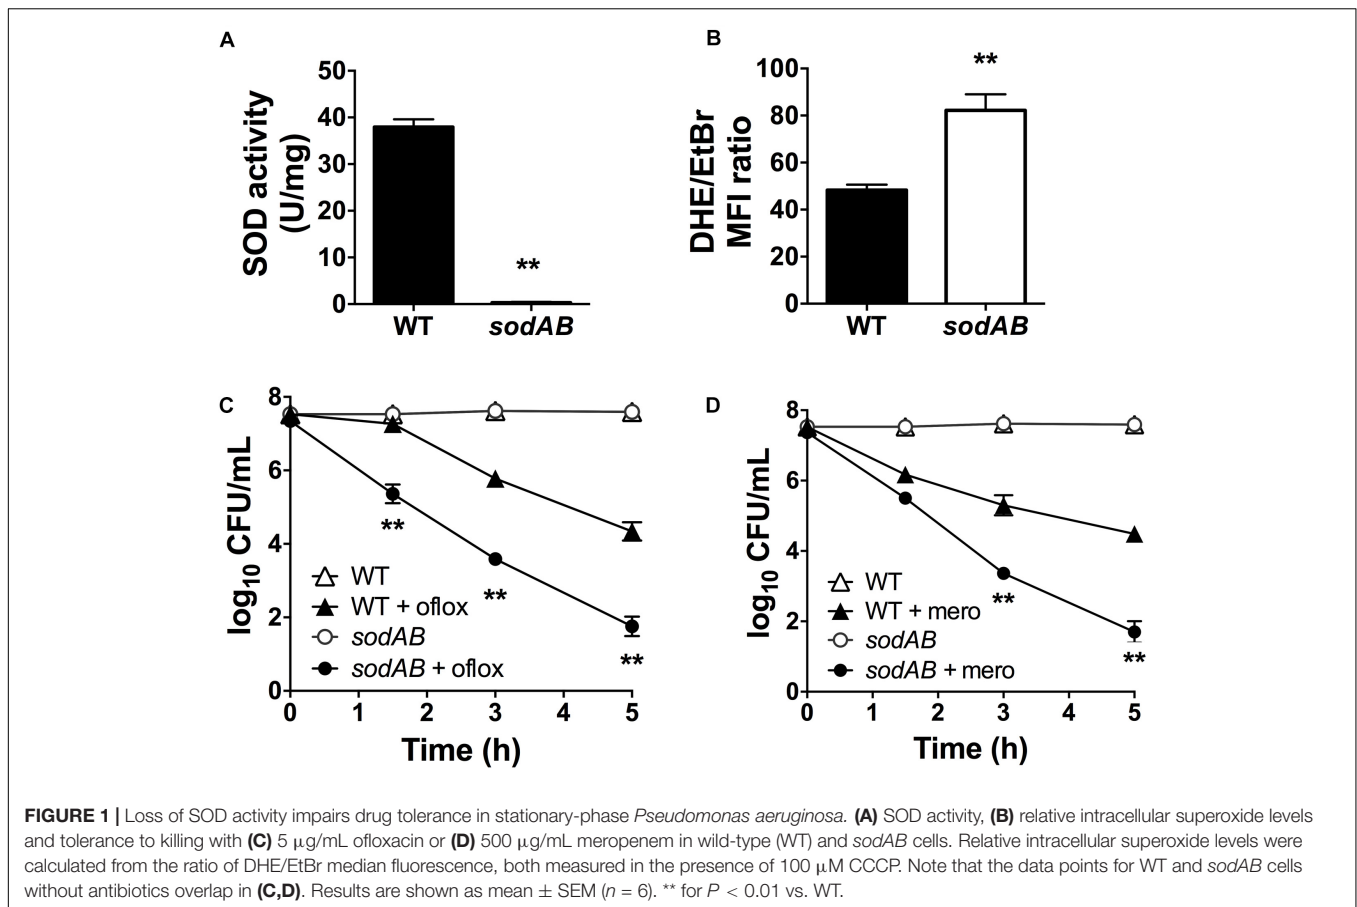 A
SOD activity
(U/mg)
50
40
30
20
10
0
**
WT
sodAB
B
DHE/EtBr
MFI ratio
100
80
60
40
20
0
**
WT
sodAB
C
log10 CFU/mL
8
6
4
2
0
**
**
**
WT
WT + oflox
sodAB
sodAB + oflox
0 1 2 3 4 5
Time (h)
D
log10 CFU/mL
8
6
4
2
0
**
**
WT
WT + mero
sodAB
sodAB + mero
0 1 2 3 4 5
Time (h)
FIGURE 1 | Loss of SOD activity impairs drug tolerance in stationary-phase Pseudomonas aeruginosa. (A) SOD activity, (B) relative intracellular superoxide levels
and tolerance to killing with (C) 5 μg/mL ofloxacin or (D) 500 μg/mL meropenem in wild-type (WT) and sodAB cells. Relative intracellular superoxide levels were
calculated from the ratio of DHE/EtBr median fluorescence, both measured in the presence of 100 μM CCCP. Note that the data points for WT and sodAB cells
without antibiotics overlap in (C,D). Results are shown as mean ± SEM (n = 6). ** for P < 0.01 vs. WT.